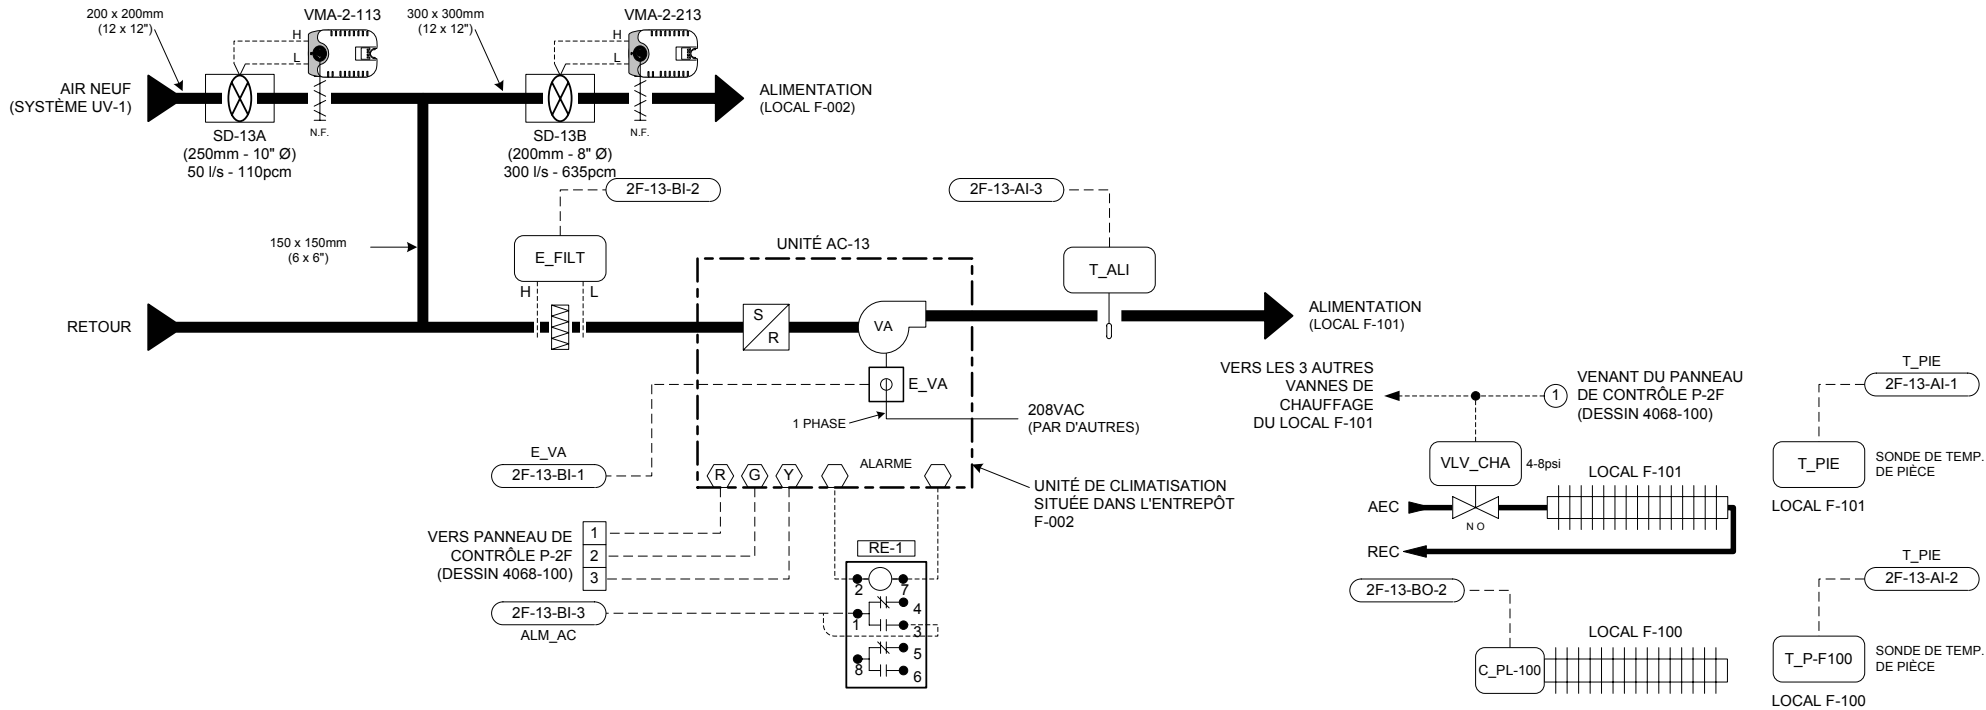 200 x 200mm
(12 x 12")
VMA-2-113
H
L
300 x 300mm
(12 x 12")
VMA-2-213
H
L
AIR NEUF
(SYSTÈME UV-1)
ALIMENTATION
(LOCAL F-002)
N.F.
N.F.
SD-13A
(250mm - 10" Ø)
50 l/s - 110pcm
SD-13B
(200mm - 8" Ø)
300 l/s - 635pcm
2F-13-BI-2
2F-13-AI-3
150 x 150mm
(6 x 6")
E_FILT
H
L
UNITÉ AC-13
T_ALI
RETOUR
S
R
VA
ALIMENTATION
(LOCAL F-101)
E_VA
1 PHASE
208VAC
(PAR D'AUTRES)
E_VA
2F-13-BI-1
R
G
Y
ALARME
UNITÉ DE CLIMATISATION
SITUÉE DANS L'ENTREPÔT
F-002
VERS PANNEAU DE
CONTRÔLE P-2F
(DESSIN 4068-100)
1
2
3
2F-13-BI-3
ALM_AC
RE-1
2
7
4
1
3
5
8
6
VERS LES 3 AUTRES
VANNES DE
CHAUFFAGE
DU LOCAL F-101
1
VENANT DU PANNEAU
DE CONTRÔLE P-2F
(DESSIN 4068-100)
VLV_CHA
4-8psi
LOCAL F-101
AEC
N O
REC
2F-13-BO-2
C_PL-100
LOCAL F-100
T_PIE
2F-13-AI-1
T_PIE
SONDE DE TEMP.
DE PIÈCE
LOCAL F-101
T_PIE
2F-13-AI-2
T_P-F100
SONDE DE TEMP.
DE PIÈCE
LOCAL F-100